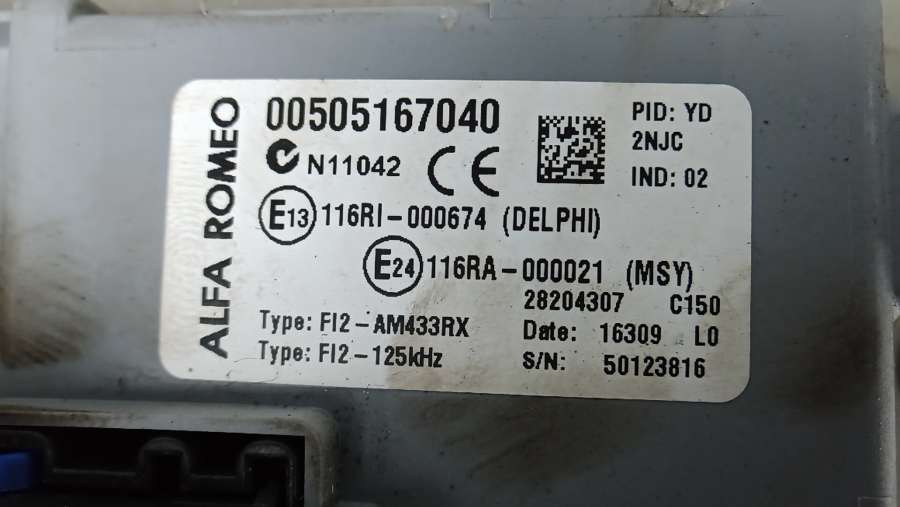 ALFA ROMEO
00505167040
N11042 CE
E13 116RI-000674 (DELPHI)
E24 116RA-000021 (MSY)
28204307 C150
Type: FI2-AM433RX
Date: 16309 L0
Type: FI2-125kHz
S/N: 50123816
PID: YD
2NJC
IND: 02